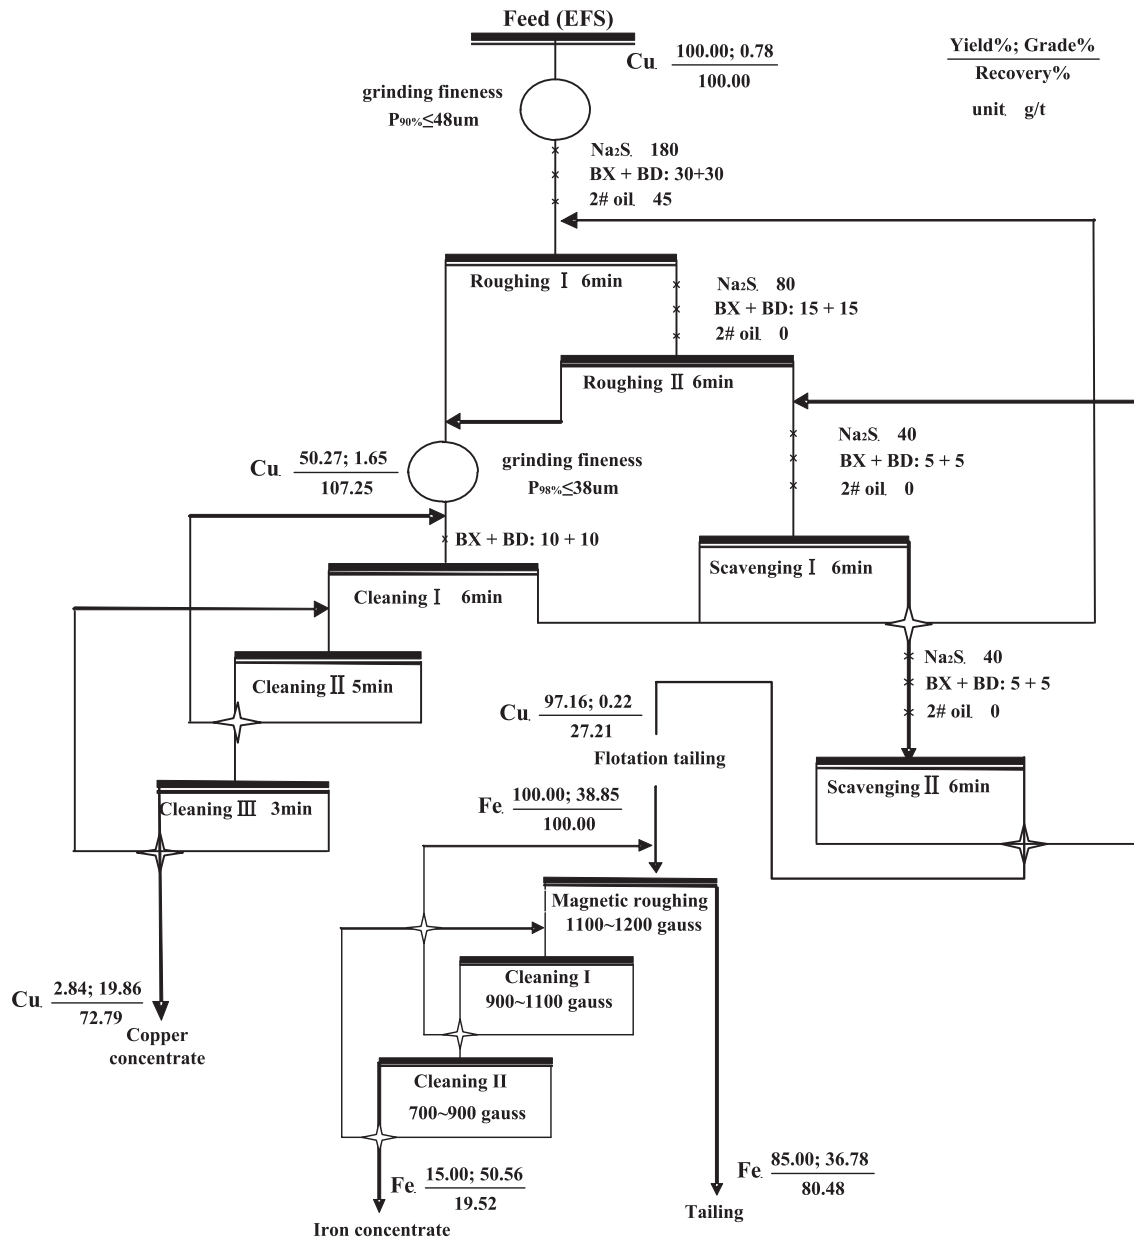 Feed (EFS)
Cu. 100.00; 0.78
100.00
Yield%; Grade%
Recovery%
unit. g/t
grinding fineness
P90%≤48um
Na2S. 180
BX + BD: 30+30
2# oil. 45
Roughing Ⅰ 6min
Na2S. 80
BX + BD: 15 + 15
2# oil. 0
Roughing Ⅱ 6min
Na2S. 40
BX + BD: 5 + 5
2# oil. 0
Cu. 50.27; 1.65
107.25
grinding fineness
P98%≤38um
BX + BD: 10 + 10
Cleaning Ⅰ 6min
Scavenging Ⅰ 6min
Na2S. 40
BX + BD: 5 + 5
2# oil. 0
Cleaning Ⅱ 5min
Cu. 97.16; 0.22
27.21
Flotation tailing
Scavenging Ⅱ 6min
Cleaning Ⅲ 3min
Fe. 100.00; 38.85
100.00
Magnetic roughing
1100~1200 gauss
Cleaning I
900~1100 gauss
Cu. 2.84; 19.86
72.79
Copper
concentrate
Cleaning II
700~900 gauss
Fe. 15.00; 50.56
19.52
Iron concentrate
Fe. 85.00; 36.78
80.48
Tailing